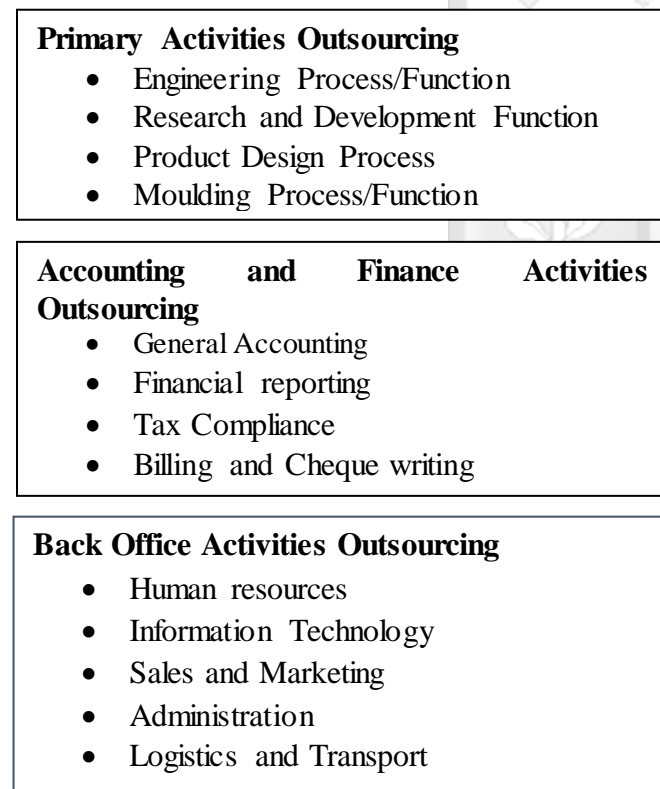 Primary Activities Outsourcing
• Engineering Process/Function
• Research and Development Function
• Product Design Process
• Moulding Process/Function
Accounting and Finance Activities
Outsourcing
• General Accounting
• Financial reporting
• Tax Compliance
• Billing and Cheque writing
Back Office Activities Outsourcing
• Human resources
• Information Technology
• Sales and Marketing
• Administration
• Logistics and Transport